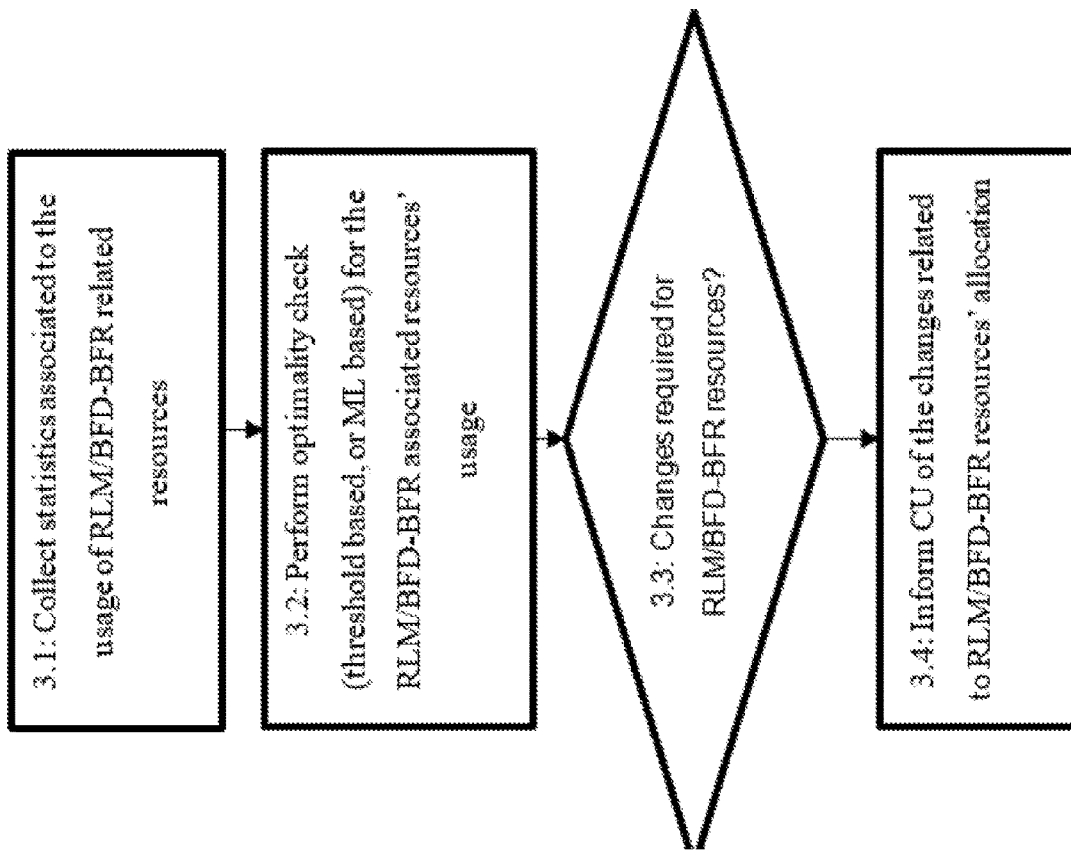 3.1: Collect statistics associated to the
usage of RLM/BFD-BFR related
resources
3.2: Perform optimality check
(threshold based, or ML based) for the
RLM/BFD-BFR associated resources’
usage
3.3: Changes required for
RLM/BFD-BFR resources?
3.4: Inform CU of the changes related
to RLM/BFD-BFR resources’ allocation